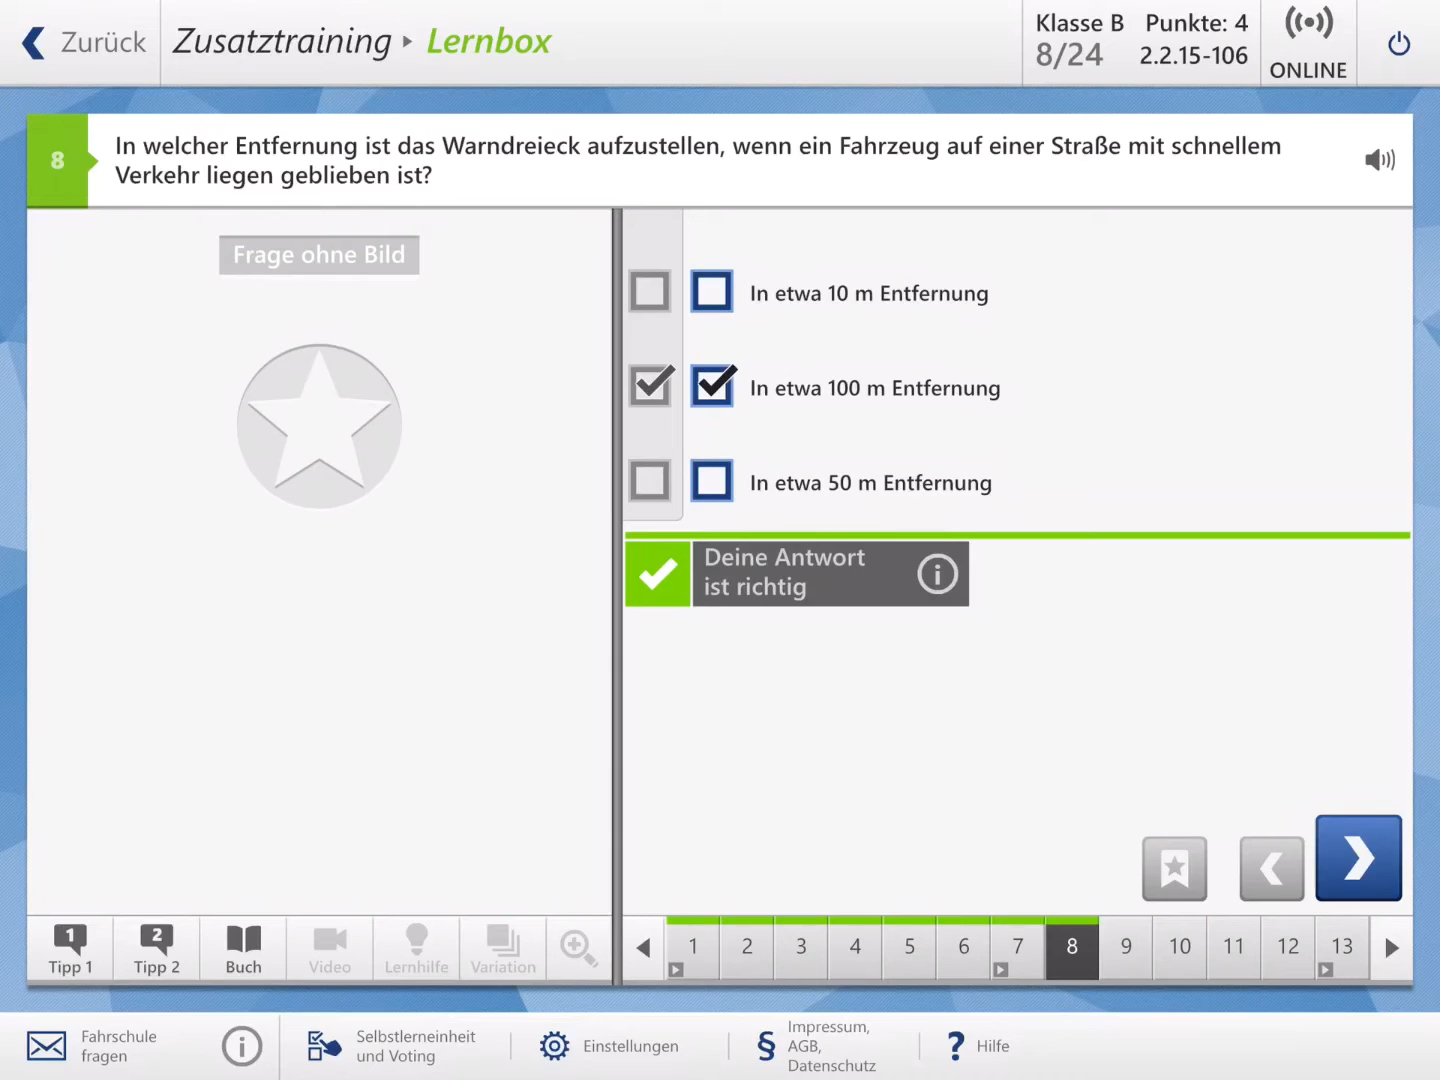 Zurück
Zusatztraining ▸ Lernbox
Klasse B
8/24
Punkte: 4
2.2.15-106
ONLINE
8
In welcher Entfernung ist das Warndreieck aufzustellen, wenn ein Fahrzeug auf einer Straße mit schnellem
Verkehr liegen geblieben ist?
Frage ohne Bild
In etwa 10 m Entfernung
In etwa 100 m Entfernung
In etwa 50 m Entfernung
Deine Antwort
ist richtig
1
Tipp 1
2
Tipp 2
Buch
Video
Lernhilfe
Variation
1 2 3 4 5 6 7 8 9 10 11 12 13
Fahrschule
fragen
Selbstlerneinheit
und Voting
Einstellungen
§
Impressum,
AGB,
Datenschutz
? Hilfe